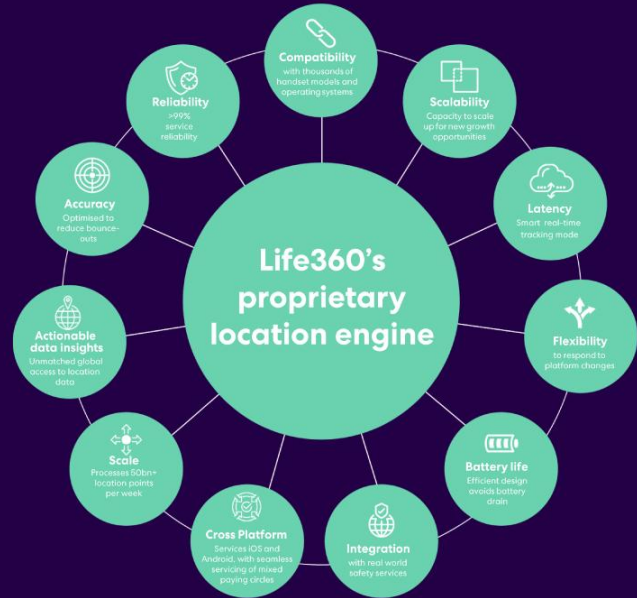 Life360's
proprietary
location engine
Compatibility
with thousands of
handset models and
operating systems
Scalability
Capacity to scale
up for new growth
opportunities
Latency
Smart real-time
tracking mode
Flexibility
to respond to
platform changes
Battery life
Efficient design
avoids battery
drain
Integration
with real world
safety services
Cross Platform
Services iOS and
Android, with seamless
servicing of mixed
paying circles
Scale
Processes 50bn+
location points
per week
Actionable
data insights
Unmatched global
access to location
data
Accuracy
Optimised to
reduce bounce-
outs
Reliability
>99%
service
reliability